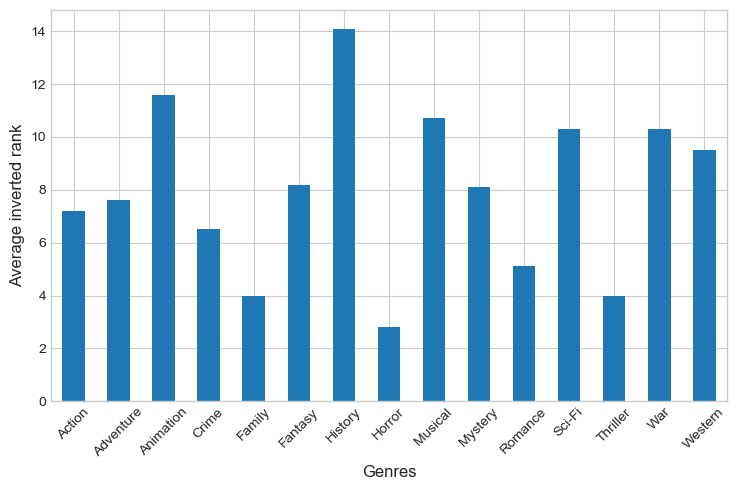 Average inverted rank
14
12
10
8
6
4
2
0
Action
Adventure
Animation
Crime
Family
Fantasy
History
Horror
Musical
Mystery
Romance
Sci-Fi
Thriller
War
Western
Genres